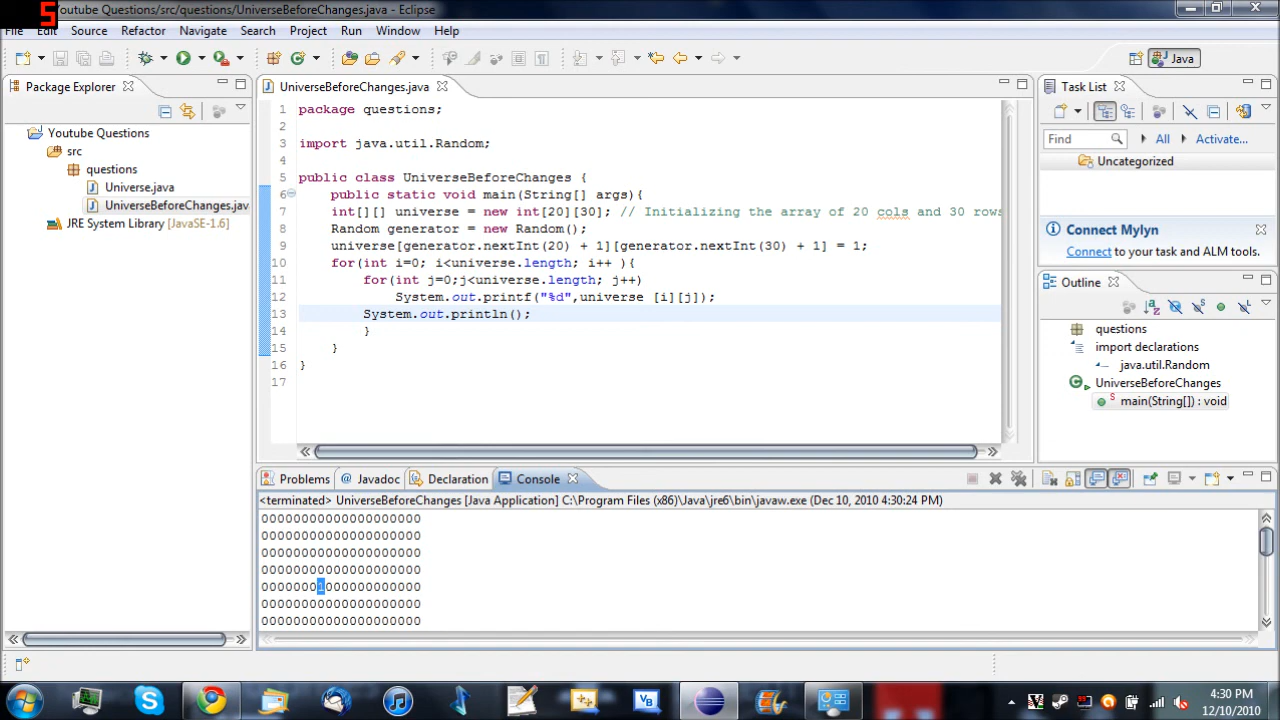 5
Youtube Questions/src/questions/UniverseBeforeChanges.java - Eclipse
File Edit Source Refactor Navigate Search Project Run Window Help
Java
Package Explorer
UniverseBeforeChanges.java
Task List
1 package questions;
2
3 import java.util.Random;
4
5 public class UniverseBeforeChanges {
6 public static void main(String[] args){
7 int[][] universe = new int[20][30]; // Initializing the array of 20 cols and 30 rows
8 Random generator = new Random();
9 universe[generator.nextInt(20) + 1][generator.nextInt(30) + 1] = 1;
10 for(int i=0; i<universe.length; i++ ){
11 for(int j=0;j<universe.length; j++)
12 System.out.printf("%d",universe [i][j]);
13 System.out.println();
14 }
15 }
16 }
17
Youtube Questions
src
questions
Universe.java
UniverseBeforeChanges.jav
JRE System Library [JavaSE-1.6]
Find All Activate...
Uncategorized
Connect Mylyn
Connect to your task and ALM tools.
Outline
questions
import declarations
java.util.Random
UniverseBeforeChanges
main(String[]) : void
Problems @ Javadoc Declaration Console
<terminated> UniverseBeforeChanges [Java Application] C:\Program Files (x86)\Java\jre6\bin\javaw.exe (Dec 10, 2010 4:30:24 PM)
00000000000000000000
00000000000000000000
00000000000000000000
00000000000000000000
00000001000000000000
00000000000000000000
00000000000000000000
VB
4:30 PM
12/10/2010